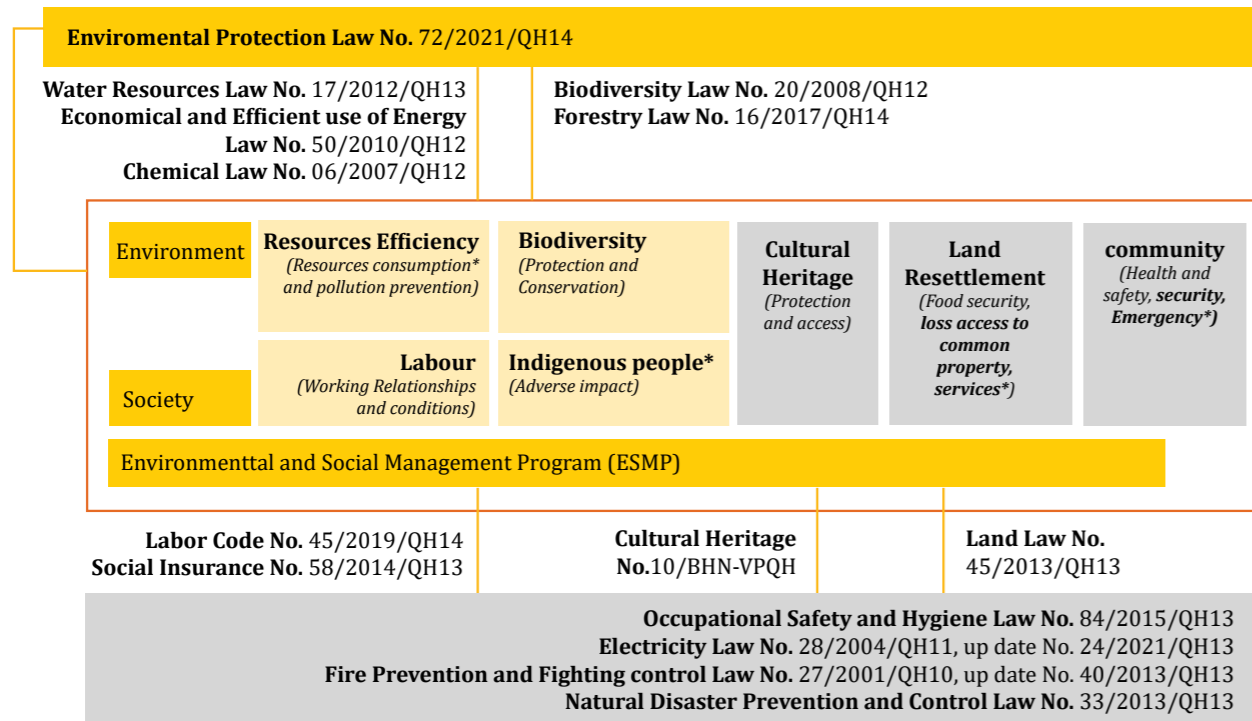 Enviromental Protection Law No. 72/2021/QH14
Water Resources Law No. 17/2012/QH13
Economical and Efficient use of Energy
Law No. 50/2010/QH12
Chemical Law No. 06/2007/QH12
Biodiversity Law No. 20/2008/QH12
Forestry Law No. 16/2017/QH14
Environment
Resources Efficiency
(Resources consumption*
and pollution prevention)
Biodiversity
(Protection and
Conservation)
Cultural
Heritage
(Protection
and access)
Land
Resettlement
(Food security,
loss access to
common
property,
services*)
community
(Health and
safety, security,
Emergency*)
Society
Labour
(Working Relationships
and conditions)
Indigenous people*
(Adverse impact)
Environmenttal and Social Management Program (ESMP)
Labor Code No. 45/2019/QH14
Social Insurance No. 58/2014/QH13
Cultural Heritage
No.10/BHN-VPQH
Land Law No.
45/2013/QH13
Occupational Safety and Hygiene Law No. 84/2015/QH13
Electricity Law No. 28/2004/QH11, up date No. 24/2021/QH13
Fire Prevention and Fighting control Law No. 27/2001/QH10, up date No. 40/2013/QH13
Natural Disaster Prevention and Control Law No. 33/2013/QH13